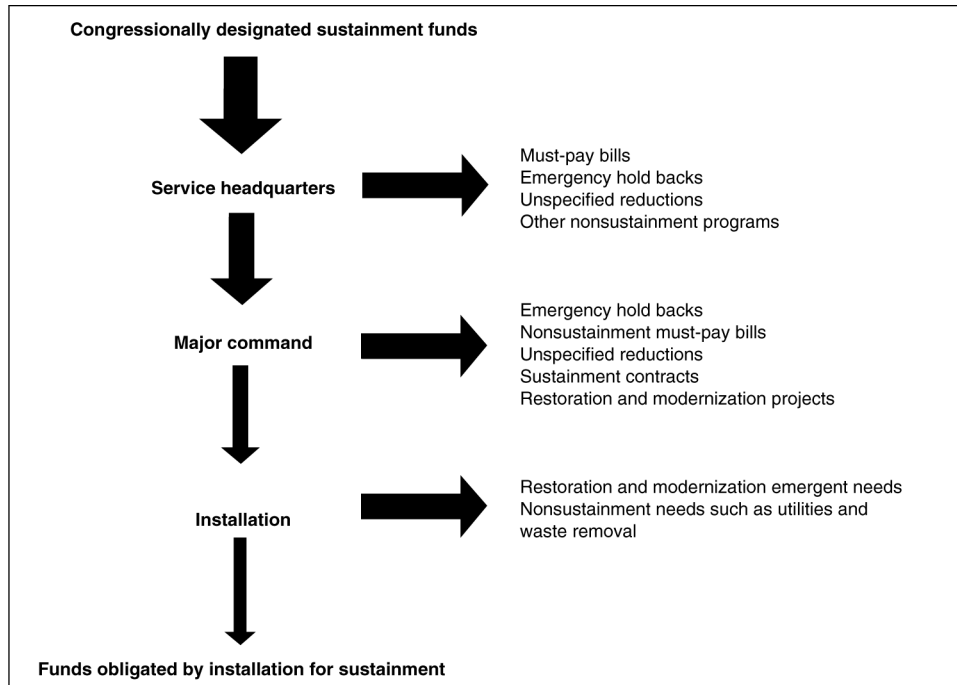 Congressionally designated sustainment funds
Service headquarters
Must-pay bills
Emergency hold backs
Unspecified reductions
Other nonsustainment programs
Major command
Emergency hold backs
Nonsustainment must-pay bills
Unspecified reductions
Sustainment contracts
Restoration and modernization projects
Installation
Restoration and modernization emergent needs
Nonsustainment needs such as utilities and
waste removal
Funds obligated by installation for sustainment